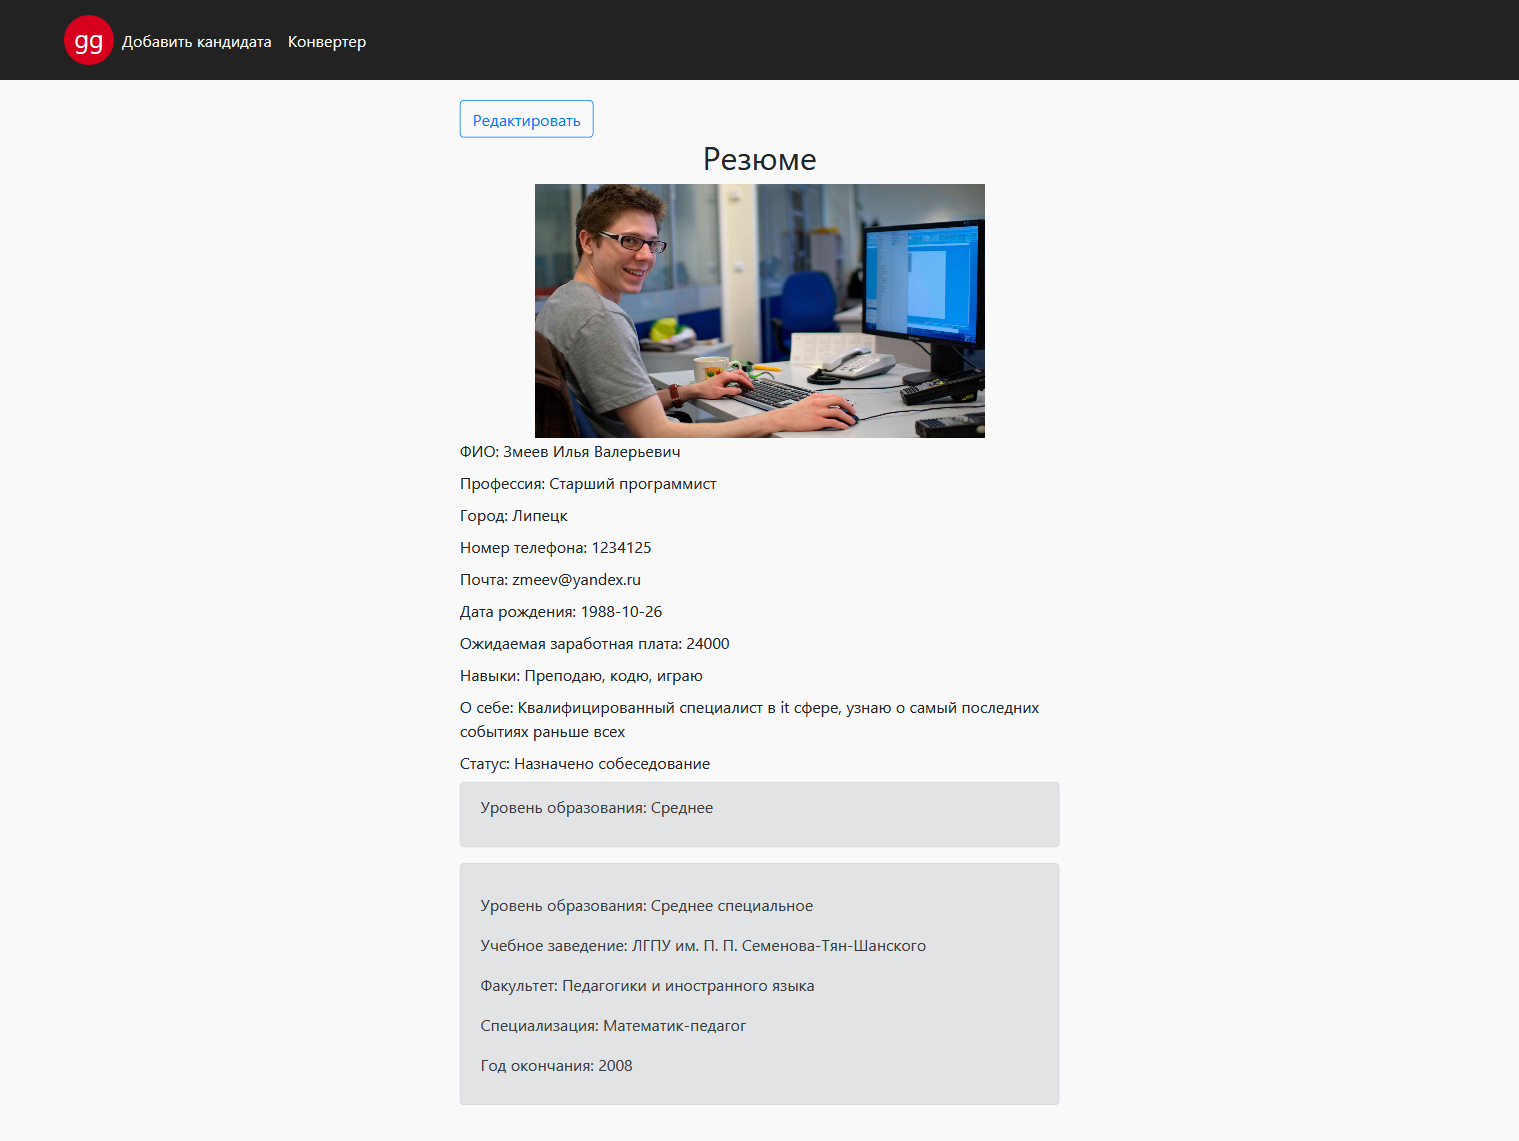 gg Добавить кандидата Конвертер
Редактировать
Резюме
ФИО: Змеев Илья Валерьевич
Профессия: Старший программист
Город: Липецк
Номер телефона: 1234125
Почта: zmeev@yandex.ru
Дата рождения: 1988-10-26
Ожидаемая заработная плата: 24000
Навыки: Преподаю, кодю, играю
О себе: Квалифицированный специалист в it сфере, узнаю о самый последних
событиях раньше всех
Статус: Назначено собеседование
Уровень образования: Среднее
Уровень образования: Среднее специальное
Учебное заведение: ЛГПУ им. П. П. Семенова-Тян-Шанского
Факультет: Педагогики и иностранного языка
Специализация: Математик-педагог
Год окончания: 2008